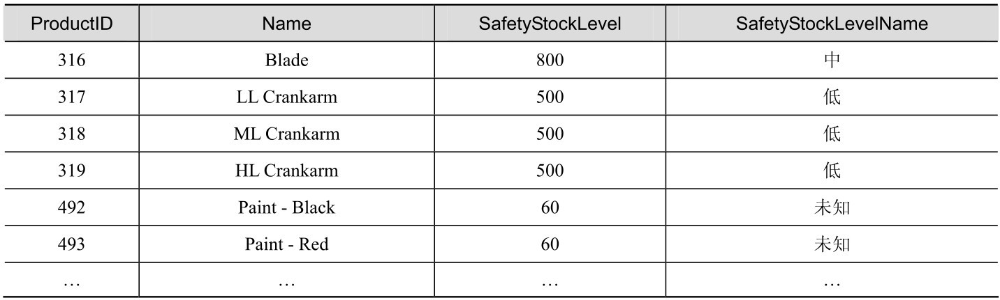 ProductID Name SafetyStockLevel SafetyStockLevelName
316 Blade 800 中
317 LL Crankarm 500 低
318 ML Crankarm 500 低
319 HL Crankarm 500 低
492 Paint - Black 60 未知
493 Paint - Red 60 未知
… … … …